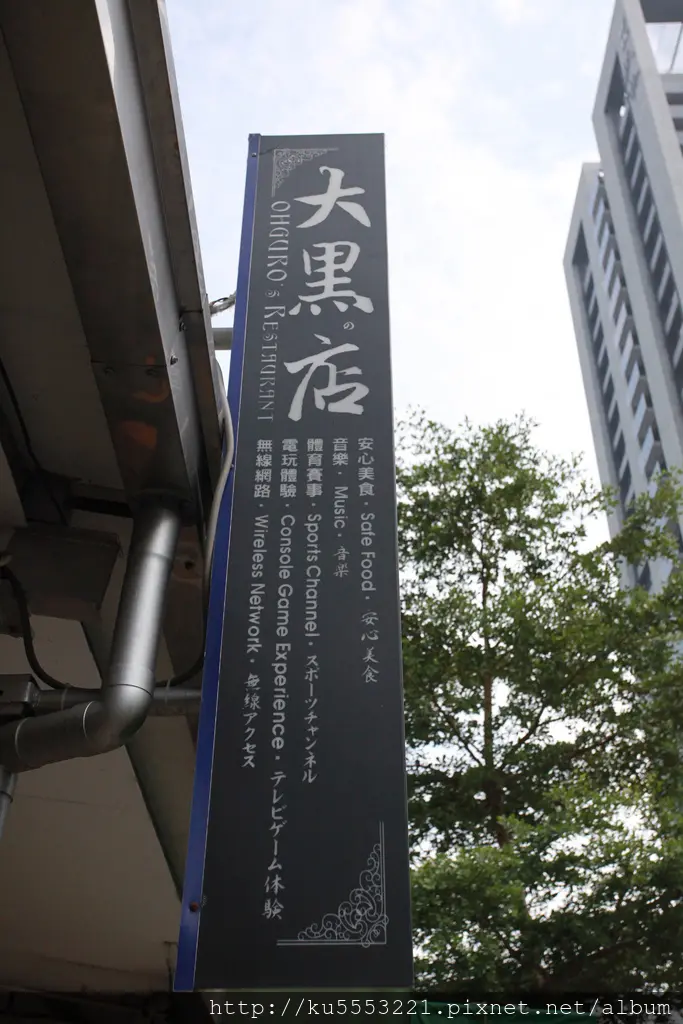 大黒の店
OHGURO's RESTAURANT
安心美食・Safe Food・安心美食
音樂・Music・音楽
體育賽事・Sports Channel・スポーツチャンネル
電玩體驗・Console Game Experience・テレビゲーム体験
無線網路・Wireless Network・無線アクセス
http://ku5553221.pixnet.net/album